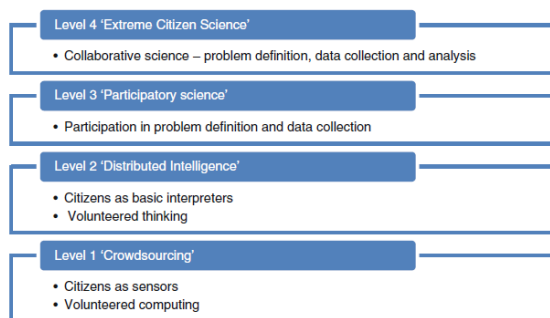 Level 4 ‘Extreme Citizen Science’
• Collaborative science – problem definition, data collection and analysis
Level 3 ‘Participatory science’
• Participation in problem definition and data collection
Level 2 ‘Distributed Intelligence’
• Citizens as basic interpreters
• Volunteered thinking
Level 1 ‘Crowdsourcing’
• Citizens as sensors
• Volunteered computing